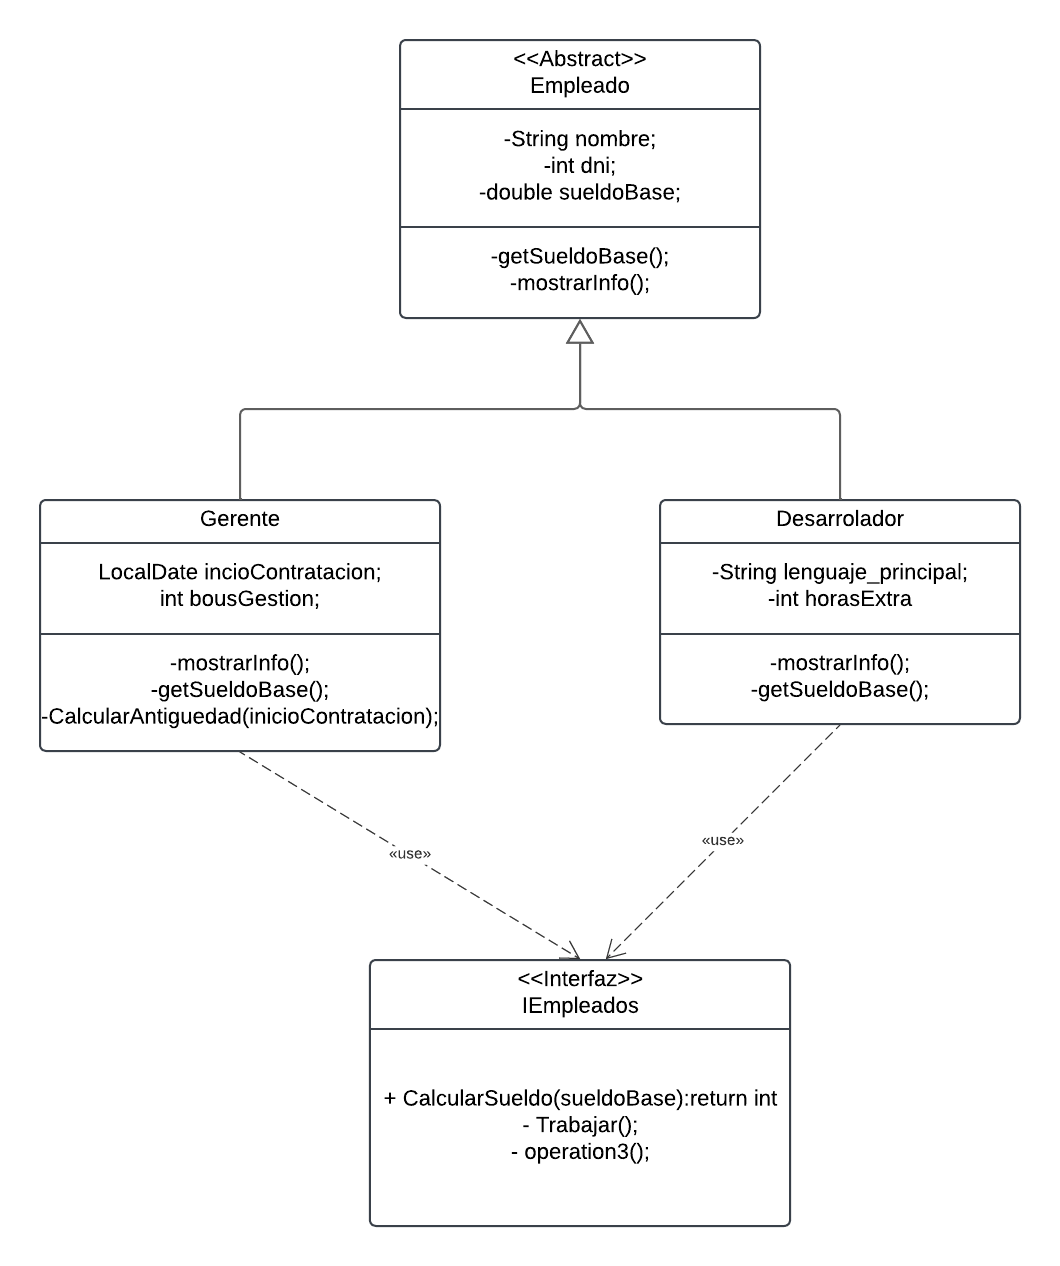 <<Abstract>>
Empleado
-String nombre;
-int dni;
-double sueldoBase;
-getSueldoBase();
-mostrarInfo();
Gerente
LocalDate incioContratacion;
int bousGestion;
-mostrarInfo();
-getSueldoBase();
-CalcularAntiguedad(inicioContratacion);
Desarrolador
-String lenguaje_principal;
-int horasExtra
-mostrarInfo();
-getSueldoBase();
«use»
«use»
<<Interfaz>>
IEmpleados
+ CalcularSueldo(sueldoBase):return int
- Trabajar();
- operation3();